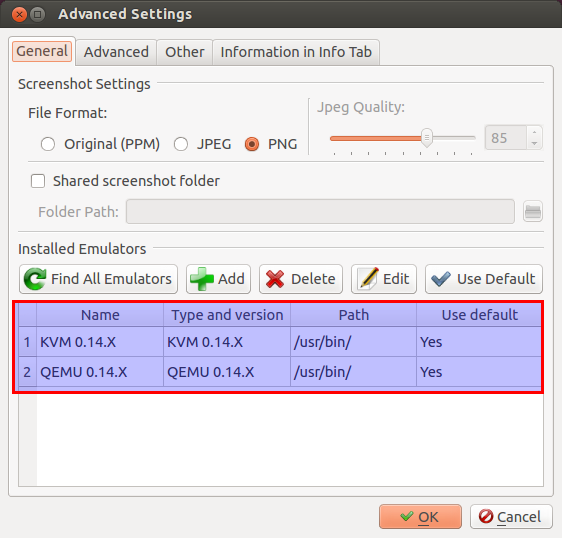 Advanced Settings
General Advanced Other Information in Info Tab
Screenshot Settings
File Format:
Jpeg Quality:
Original (PPM) JPEG PNG
85
Shared screenshot folder
Folder Path:
Installed Emulators
Find All Emulators Add Delete Edit Use Default
Name Type and version Path Use default
1 KVM 0.14.X KVM 0.14.X /usr/bin/ Yes
2 QEMU 0.14.X QEMU 0.14.X /usr/bin/ Yes
OK Cancel